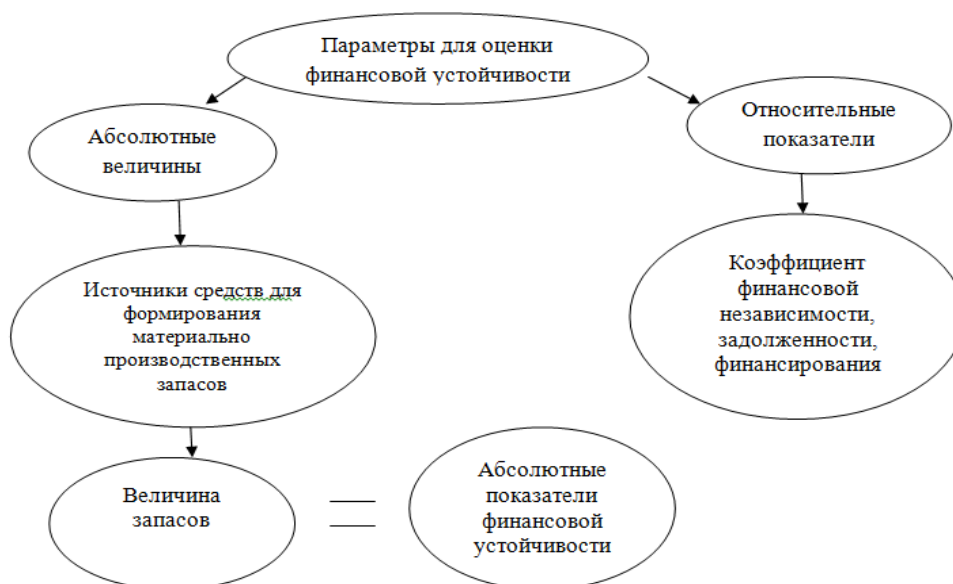 Параметры для оценки
финансовой устойчивости
Абсолютные
величины
Относительные
показатели
Источники средств для
формирования
материально
производственных
запасов
Коэффициент
финансовой
независимости,
задолженности,
финансирования
Величина
запасов
Абсолютные
показатели
финансовой
устойчивости